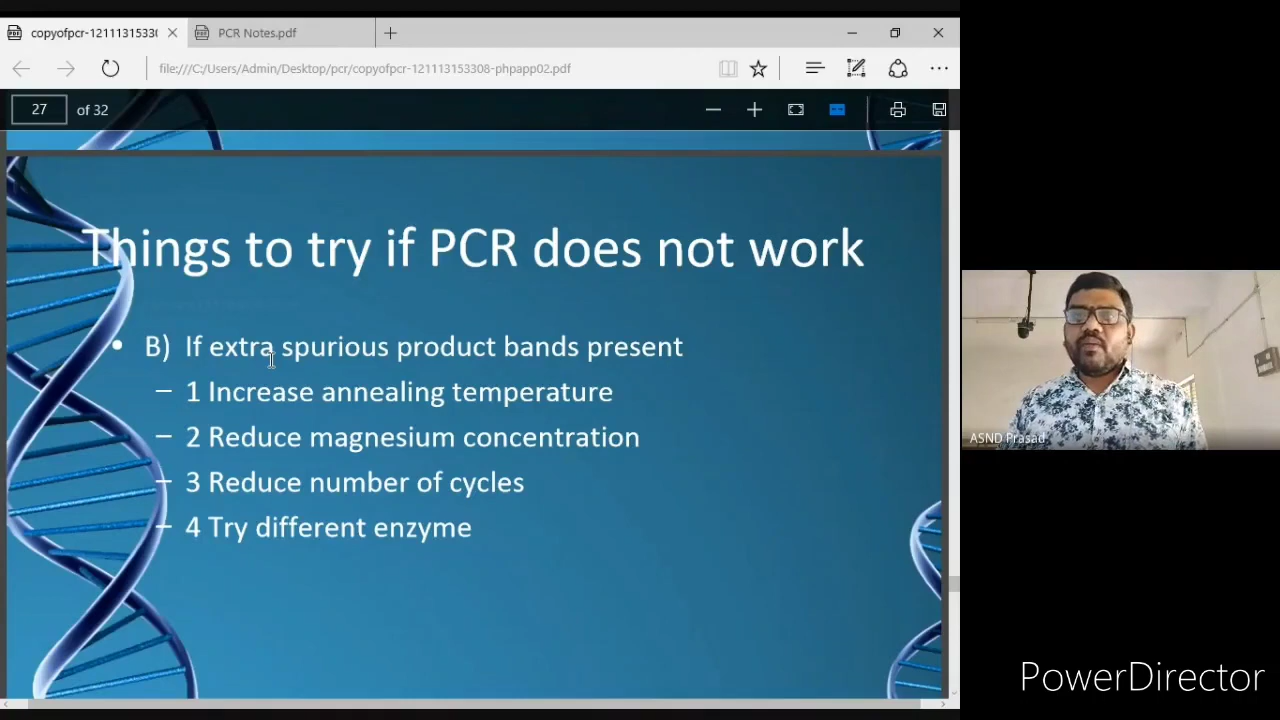 copyofpcr-1211131533
PCR Notes.pdf
file:///C:/Users/Admin/Desktop/pcr/copyofpcr-121113153308-phpapp02.pdf
27 of 32
Things to try if PCR does not work
• B) If extra spurious product bands present
– 1 Increase annealing temperature
– 2 Reduce magnesium concentration
– 3 Reduce number of cycles
– 4 Try different enzyme
ASND Prasad
PowerDirector